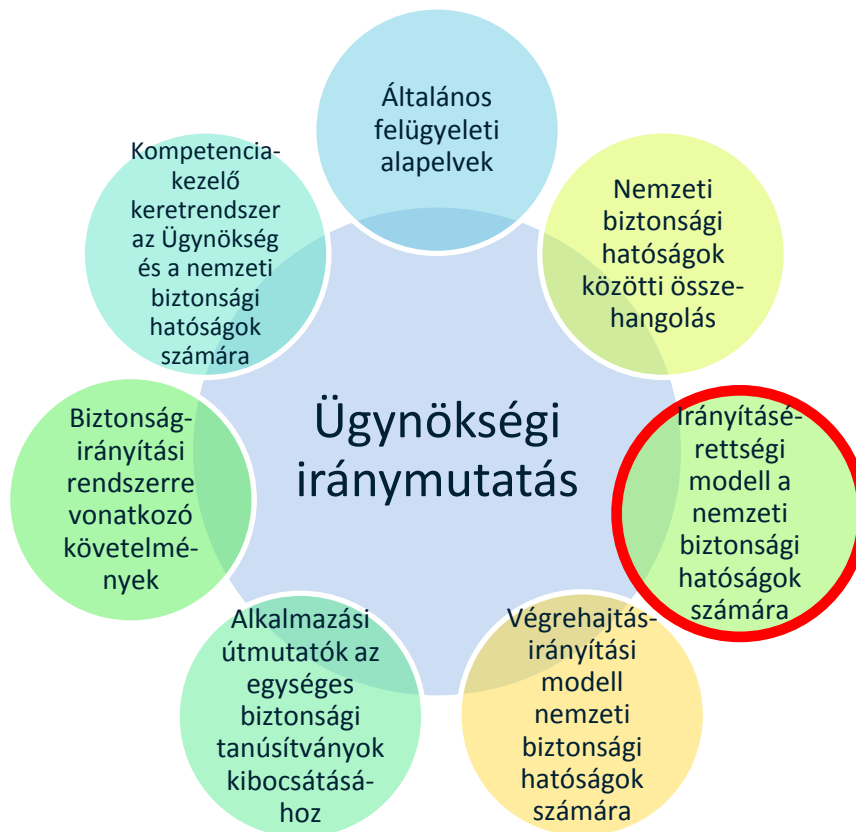 Általános
felügyeleti
alapelvek
Nemzeti
biztonsági
hatóságok
közötti össze-
hangolás
Irányításé-
rettségi
modell a
nemzeti
biztonsági
hatóságok
számára
Végrehajtás-
irányítási
modell
nemzeti
biztonsági
hatóságok
számára
Alkalmazási
útmutatók az
egységes
biztonsági
tanúsítványok
kibocsátásá-
hoz
Biztonság-
irányítási
rendszerre
vonatkozó
követelmé-
nyek
Kompetencia-
kezelő
keretrendszer
az Ügynökség
és a nemzeti
biztonsági
hatóságok
számára
Ügynökségi
iránymutatás